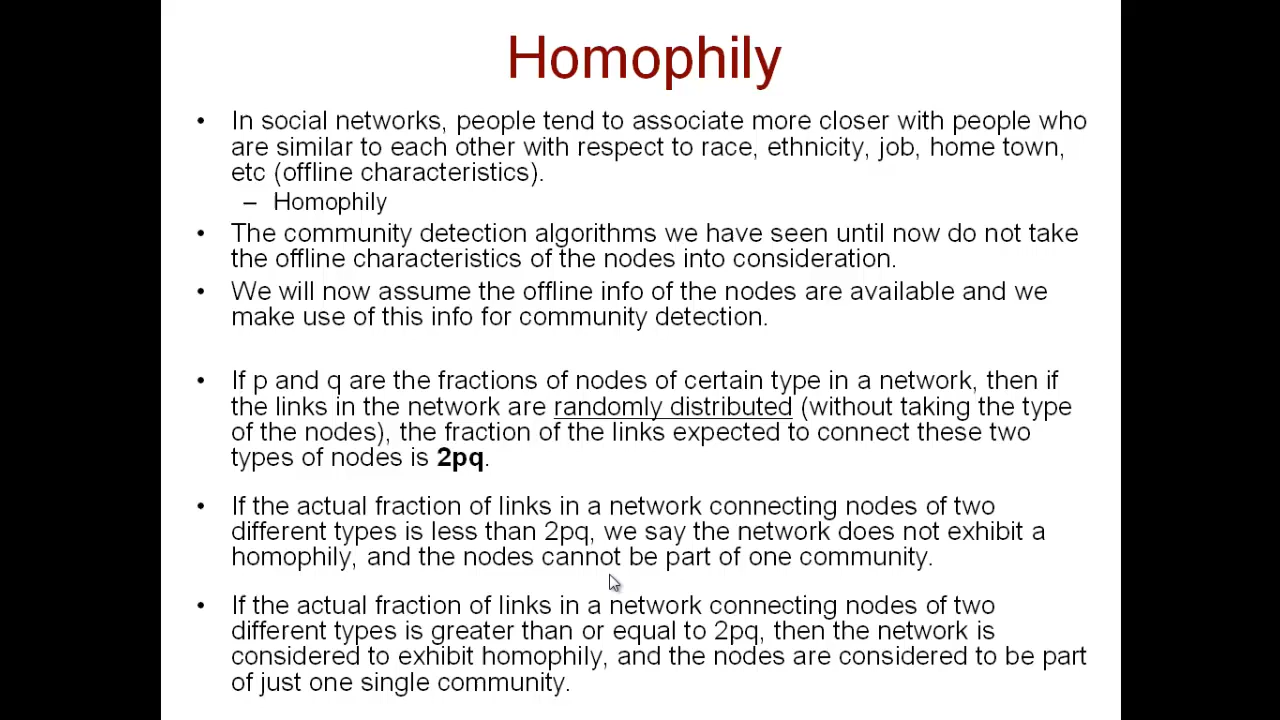 Homophily
• In social networks, people tend to associate more closer with people who
are similar to each other with respect to race, ethnicity, job, home town,
etc (offline characteristics).
– Homophily
• The community detection algorithms we have seen until now do not take
the offline characteristics of the nodes into consideration.
• We will now assume the offline info of the nodes are available and we
make use of this info for community detection.
• If p and q are the fractions of nodes of certain type in a network, then if
the links in the network are randomly distributed (without taking the type
of the nodes), the fraction of the links expected to connect these two
types of nodes is 2pq.
• If the actual fraction of links in a network connecting nodes of two
different types is less than 2pq, we say the network does not exhibit a
homophily, and the nodes cannot be part of one community.
• If the actual fraction of links in a network connecting nodes of two
different types is greater than or equal to 2pq, then the network is
considered to exhibit homophily, and the nodes are considered to be part
of just one single community.